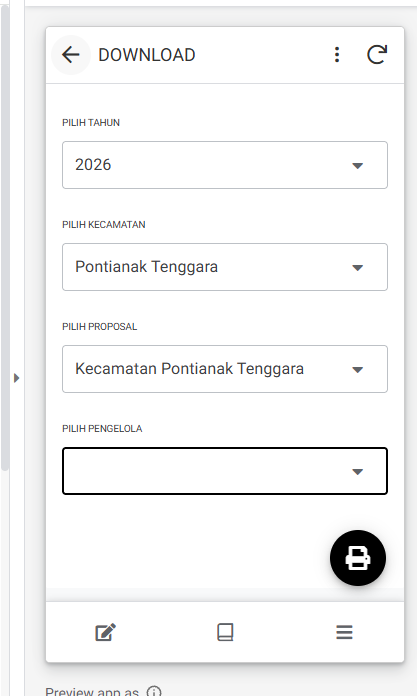 DOWNLOAD
PILIH TAHUN
2026
PILIH KECAMATAN
Pontianak Tenggara
PILIH PROPOSAL
Kecamatan Pontianak Tenggara
PILIH PENGELOLA
Preview app as